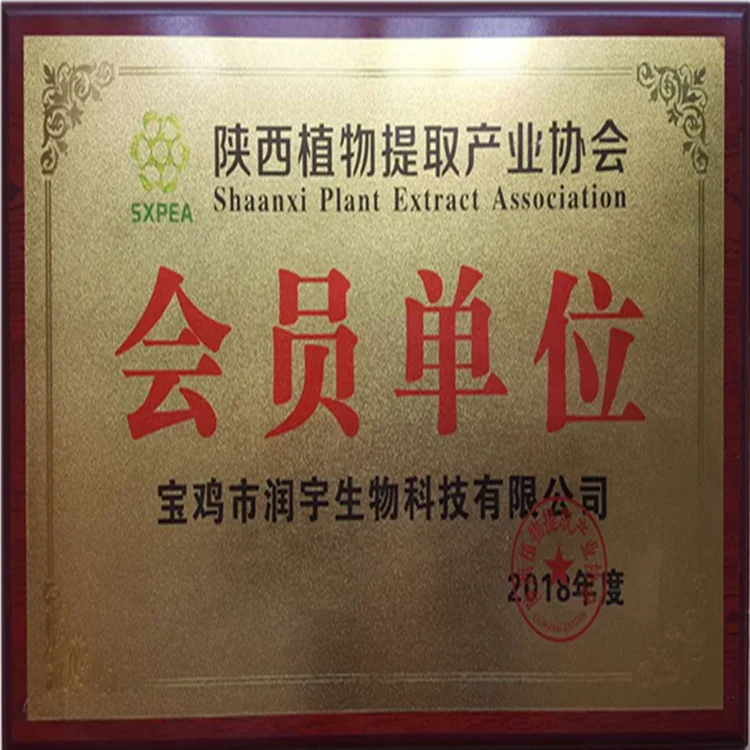 陕西植物提取产业协会
SXPEA
Shaanxi Plant Extract Association
会员单位
宝鸡市润宇生物科技有限公司
2018年度